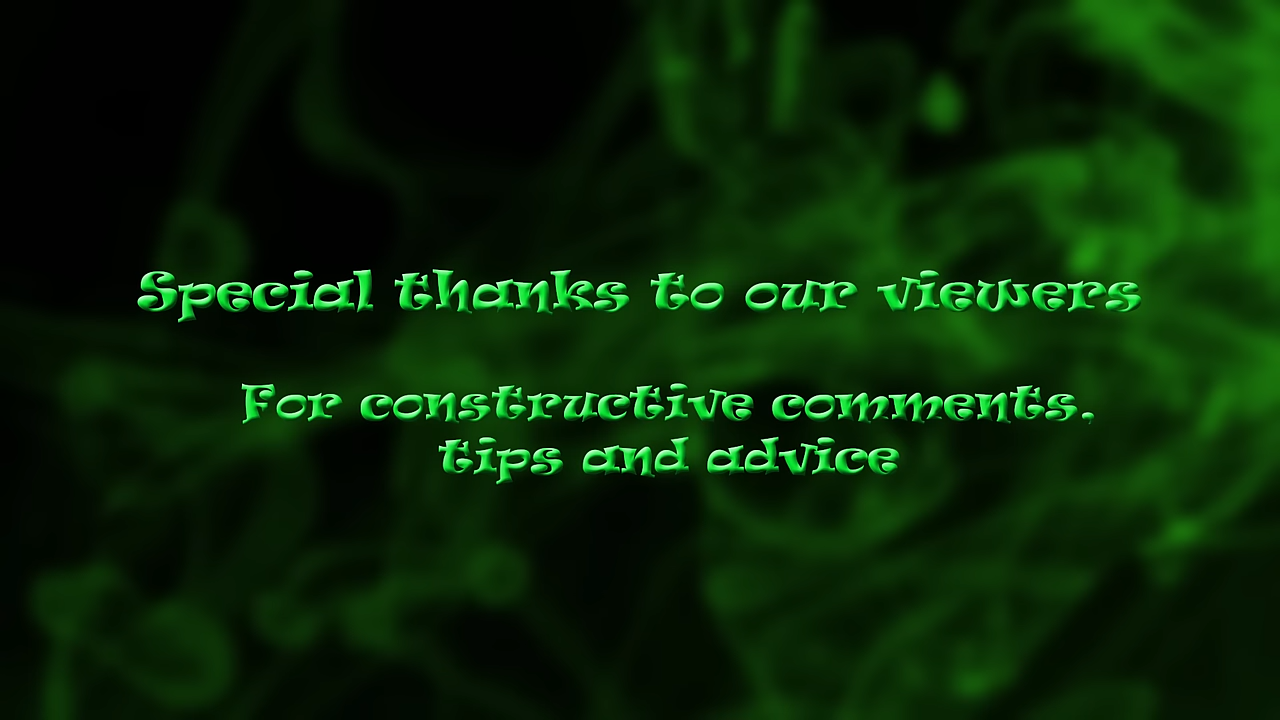 Special thanks to our viewers
For constructive comments,
tips and advice